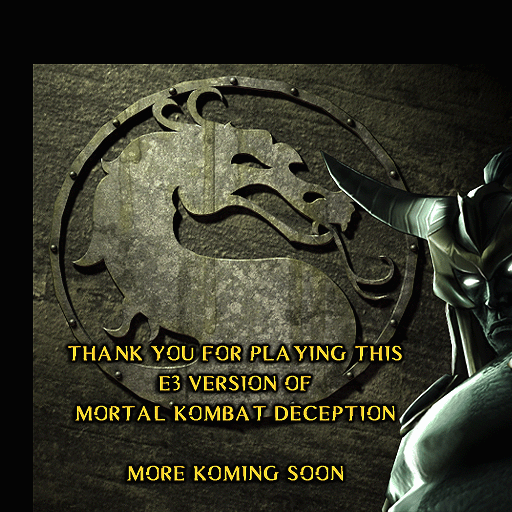 THANK YOU FOR PLAYING THIS
E3 VERSION OF
MORTAL KOMBAT DECEPTION
MORE KOMING SOON